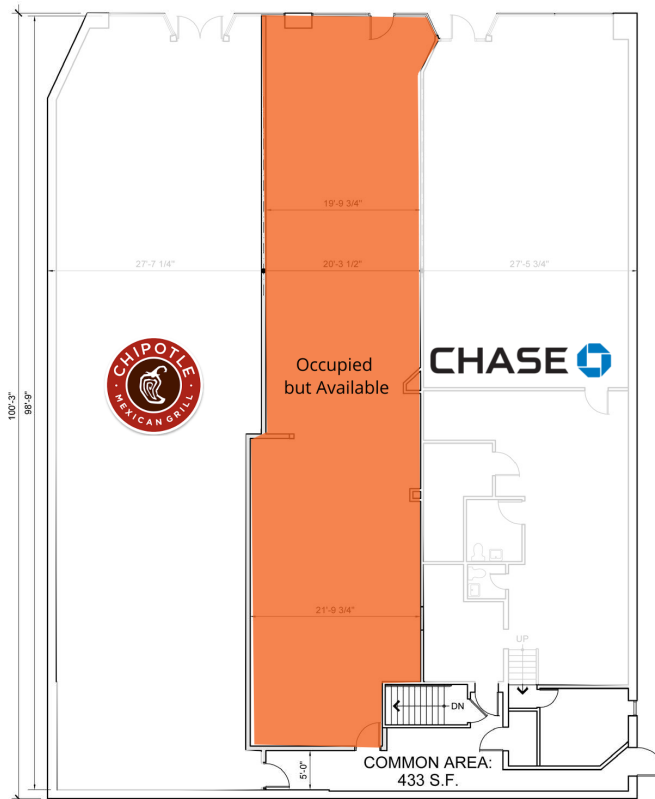 19'-9 3/4"
27'-7 1/4"
20'-3 1/2"
27'-5 3/4"
CHIPOTLE
MEXICAN GRILL
Occupied
but Available
CHASE
100'-3"
98'-9"
21'-9 3/4"
UP
DN
5'-0"
COMMON AREA:
433 S.F.